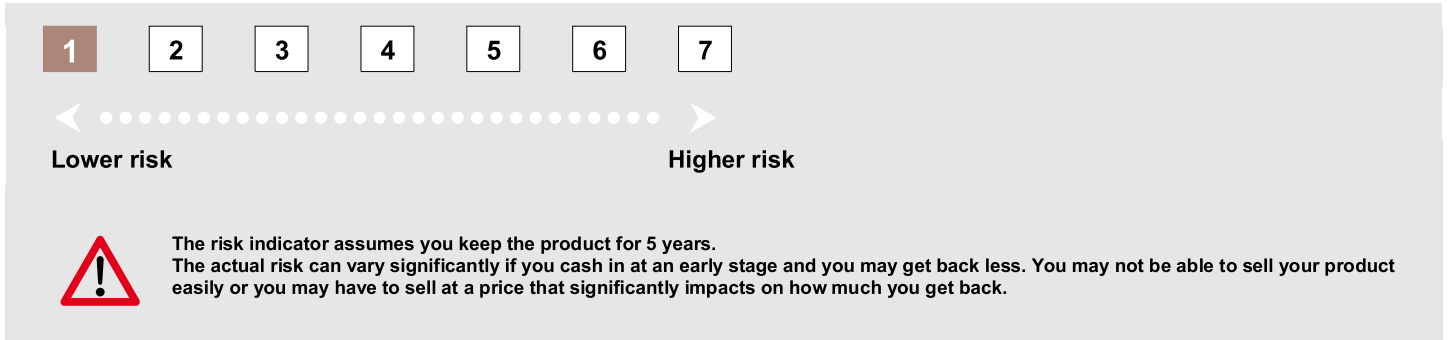 1 2 3 4 5 6 7
Lower risk Higher risk
The risk indicator assumes you keep the product for 5 years.
The actual risk can vary significantly if you cash in at an early stage and you may get back less. You may not be able to sell your product
easily or you may have to sell at a price that significantly impacts on how much you get back.